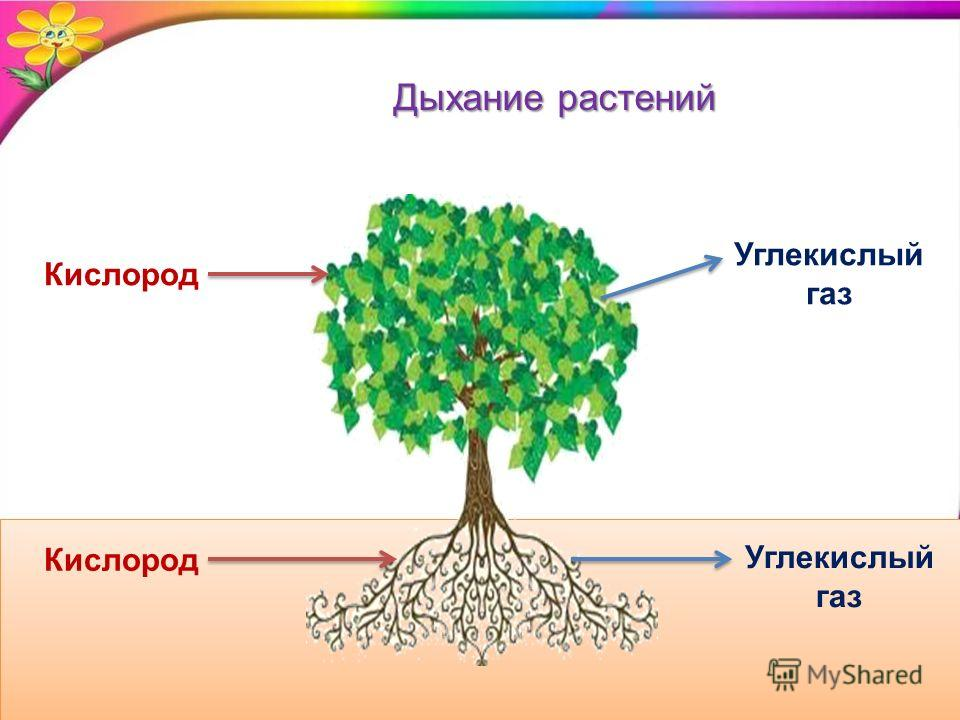 Дыхание растений
Кислород
Углекислый
газ
Кислород
Углекислый
газ
MyShared